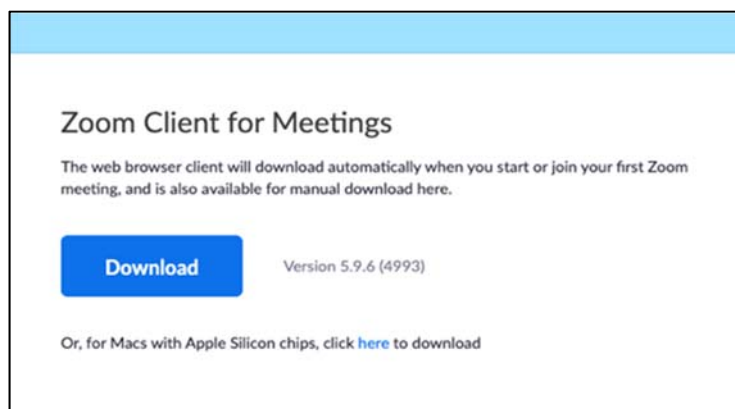 Zoom Client for Meetings
The web browser client will download automatically when you start or join your first Zoom
meeting, and is also available for manual download here.
Download
Version 5.9.6 (4993)
Or, for Macs with Apple Silicon chips, click here to download